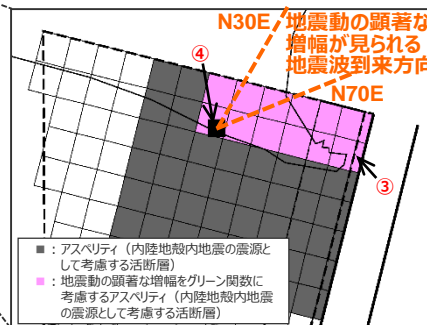 N30E 地震動の顕著な
増幅が見られる
地震波到来方向
N70E
④
③
■:アスペリティ(内陸地殻内地震の震源と
して考慮する活断層)
■:地震動の顕著な増幅をグリーン関数に
考慮するアスペリティ(内陸地殻内地震
の震源として考慮する活断層)